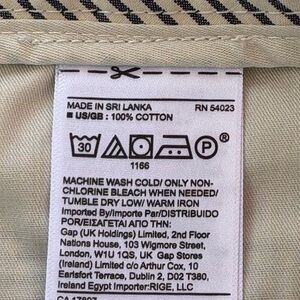 MADE IN SRI LANKA RN 54023
■ US/GB : 100% COTTON
30 P ®
1166
MACHINE WASH COLD/ ONLY NON-
CHLORINE BLEACH WHEN NEEDED/
TUMBLE DRY LOW/ WARM IRON
Imported By/Importe Par/DISTRIBUIDO
POR/ΕΙΣΑΓΕΤΑΙ ΑΠΟ ΤΗΝ:
Gap (UK Holdings) Limited, 2nd Floor
Nations House, 103 Wigmore Street,
London, W1U 1QS, UK Gap Stores
(Ireland) Limited c/o Arthur Cox, 10
Earlsfort Terrace, Dublin 2, D02 T380,
Ireland Egypt Importer:RIGE, LLC